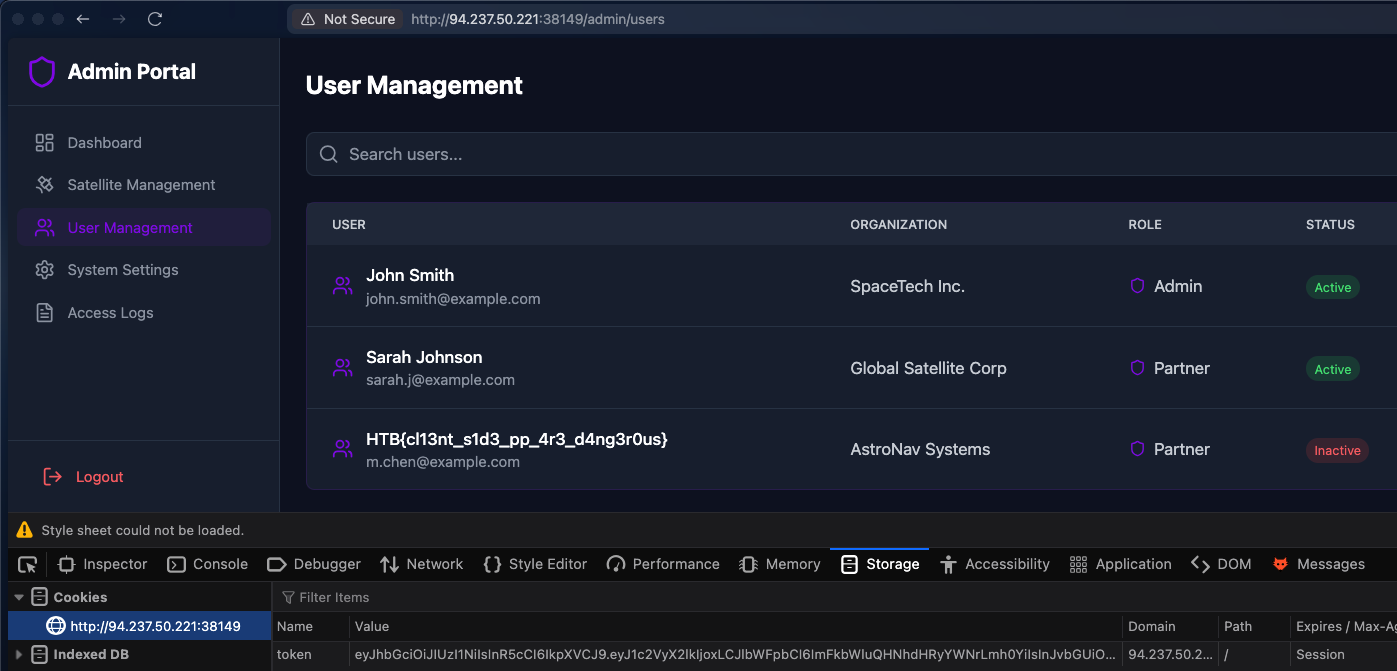 Not Secure http://94.237.50.221:38149/admin/users
Admin Portal
Dashboard
Satellite Management
User Management
System Settings
Access Logs
Logout
User Management
Search users...
USER ORGANIZATION ROLE STATUS
John Smith
john.smith@example.com
SpaceTech Inc. Admin Active
Sarah Johnson
sarah.j@example.com
Global Satellite Corp Partner Active
HTB{cl13nt_s1d3_pp_4r3_d4ng3r0us}
m.chen@example.com
AstroNav Systems Partner Inactive
Style sheet could not be loaded.
Inspector Console Debugger Network Style Editor Performance Memory Storage Accessibility Application DOM Messages
Cookies
http://94.237.50.221:38149
Indexed DB
Filter Items
Name Value Domain Path Expires / Max-Ag
token 94.237.50.2... / Session